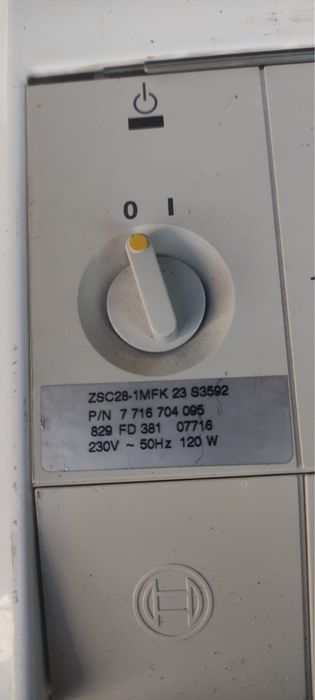 0 I
ZSC28-1MFK 23 S3592
P/N 7 716 704 095
829 FD 381 07716
230V ~ 50Hz 120 W